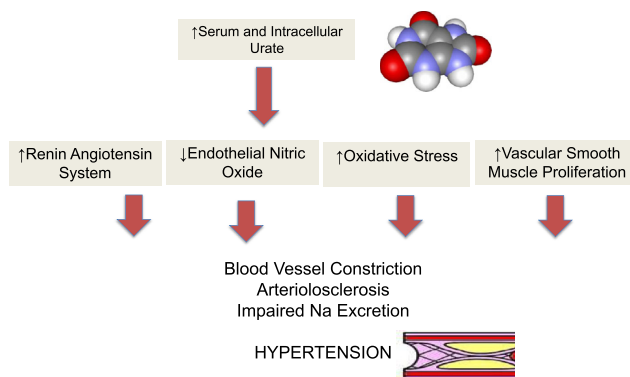 ↑Serum and Intracellular
Urate
↑Renin Angiotensin
System
↓Endothelial Nitric
Oxide
↑Oxidative Stress
↑Vascular Smooth
Muscle Proliferation
Blood Vessel Constriction
Arteriolosclerosis
Impaired Na Excretion
HYPERTENSION